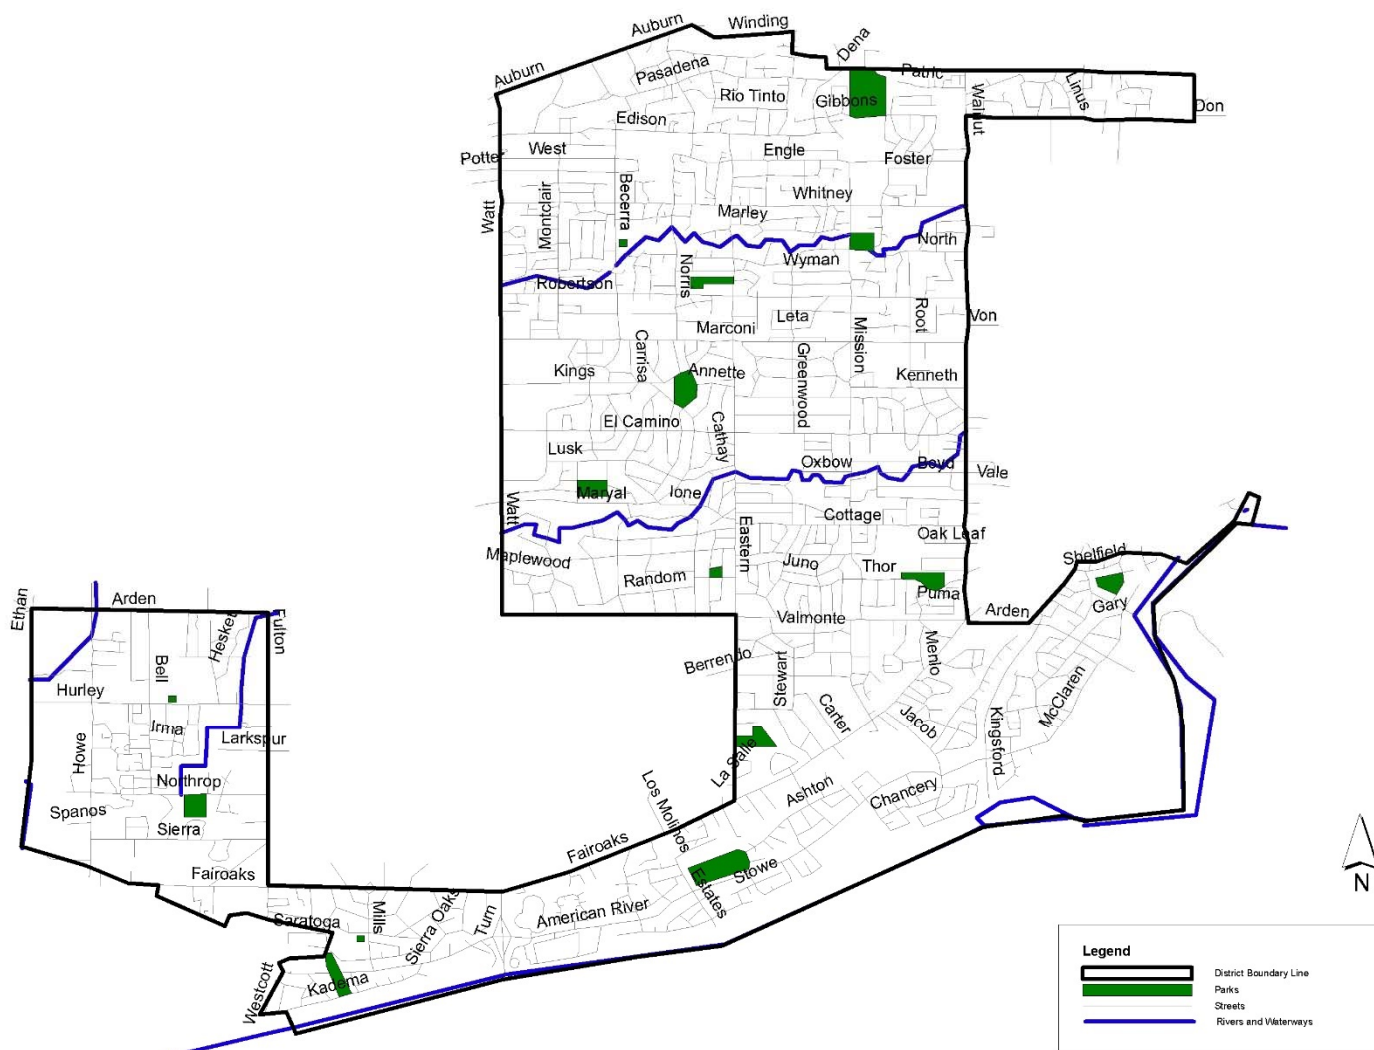 Auburn
Winding
Dena
Auburn
Pasadena
Patric
Linus
Rio Tinto
Gibbons
Walnut
Don
Edison
West
Engle
Foster
Potter
Becerra
Whitney
Montclair
Watt
Marley
North
Wyman
Norris
Robertson
Root
Von
Leta
Marconi
Mission
Carrisa
Greenwood
Kings
Annette
Kenneth
El Camino
Cathay
Lusk
Oxbow
Boyd
Vale
Maryal
Ione
Watt
Cottage
Eastern
Oak Leaf
Maplewood
Juno
Thor
Shelfield
Random
Puma
Gary
Ethan
Arden
Fulton
Hesket
Valmonte
Arden
Menlo
Berrendo
Stewart
Bell
Hurley
McClaren
Carter
Jacob
Kingsford
Irma
Howe
Larkspur
La Salle
Northrop
Los Molinos
Ashton
Chancery
Spanos
Sierra
Fairoaks
Fairoaks
Stowe
Estates
N
Saratoga
Mills
Sierra Oaks
Turn
American River
Westcott
Kadema
Legend
District Boundary Line
Parks
Streets
Rivers and Waterways